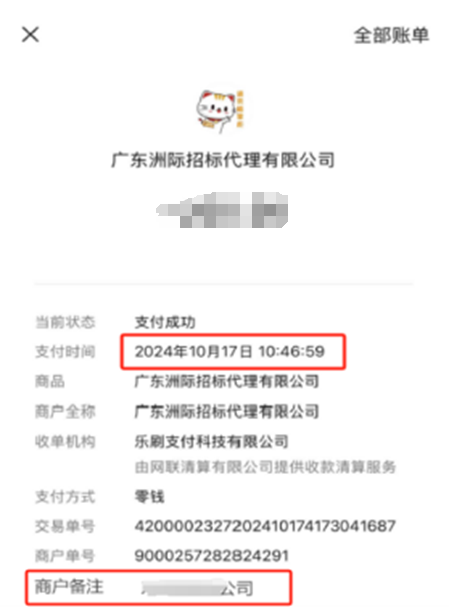 全部账单
广东洲际招标代理有限公司
当前状态 支付成功
支付时间 2024年10月17日 10:46:59
商品 广东洲际招标代理有限公司
商户全称 广东洲际招标代理有限公司
收单机构 乐刷支付科技有限公司
由网联清算有限公司提供收款清算服务
支付方式 零钱
交易单号 4200002327202410174173041687
商户单号 9000257282824291
商户备注 公司